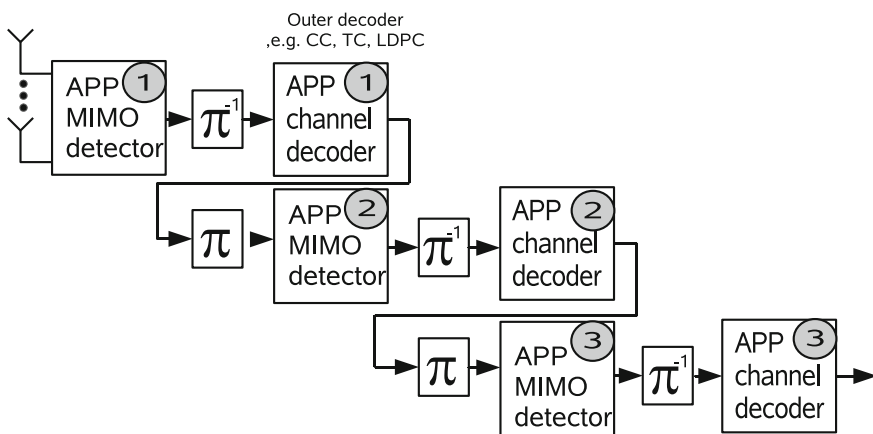 Outer decoder
,e.g. CC, TC, LDPC
APP 1
MIMO
detector
π-1
APP 1
channel
decoder
π
APP 2
MIMO
detector
π-1
APP 2
channel
decoder
π
APP 3
MIMO
detector
π-1
APP 3
channel
decoder